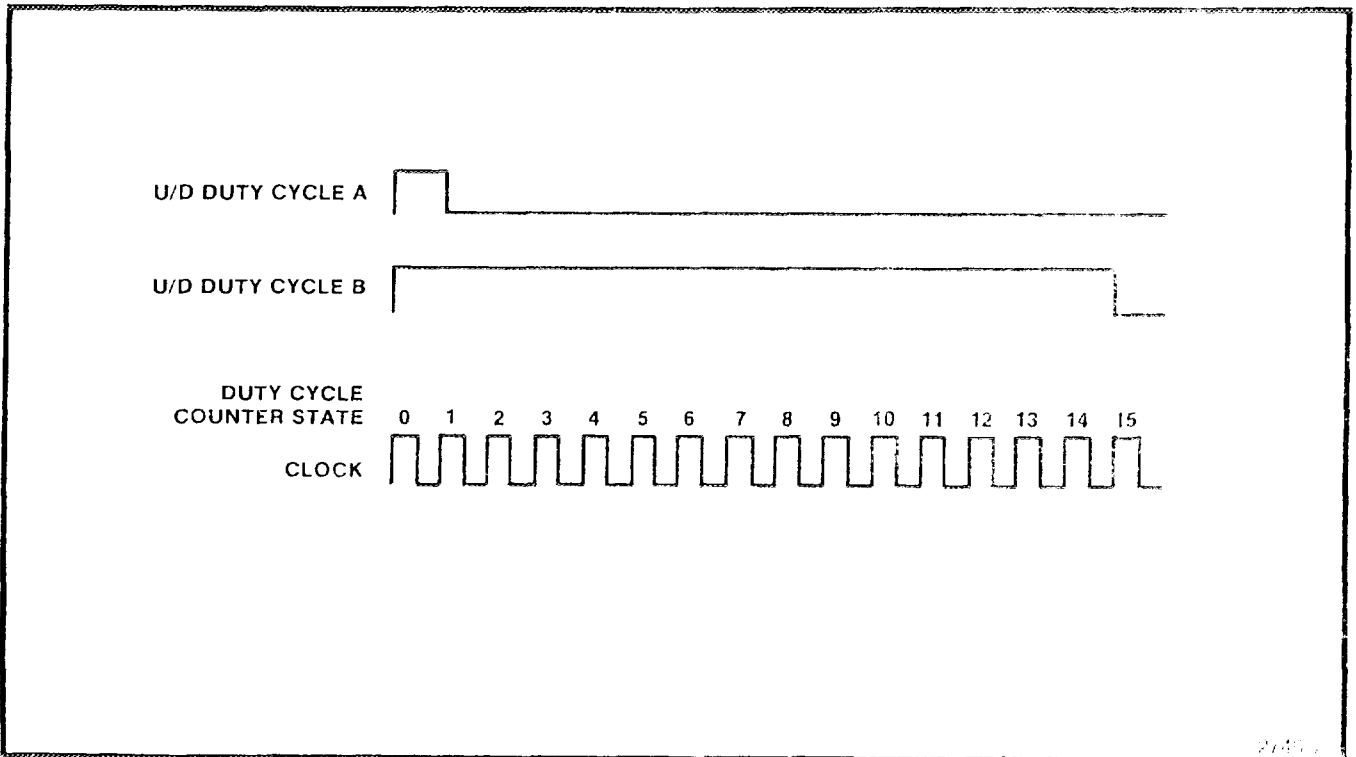 U/D DUTY CYCLE A
U/D DUTY CYCLE B
DUTY CYCLE
COUNTER STATE 0 1 2 3 4 5 6 7 8 9 10 11 12 13 14 15
CLOCK